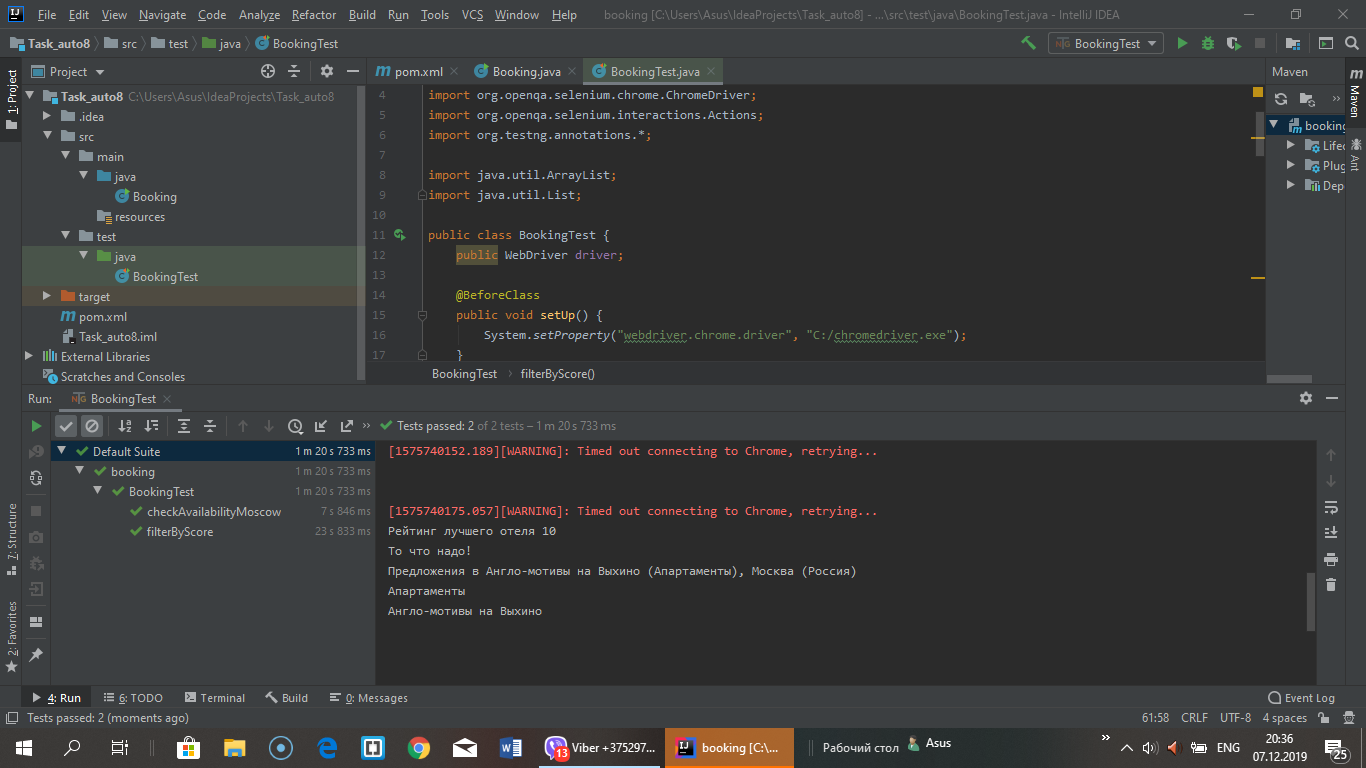 File Edit View Navigate Code Analyze Refactor Build Run Tools VCS Window Help booking [C:\Users\Asus\IdeaProjects\Task_auto8] - ...\src\test\java\BookingTest.java - IntelliJ IDEA
Task_auto8 src test java BookingTest BookingTest
1: Project
Project
pom.xml Booking.java BookingTest.java
Maven
Task_auto8 C:\Users\Asus\IdeaProjects\Task_auto8
.idea
src
main
java
Booking
resources
test
java
BookingTest
target
pom.xml
Task_auto8.iml
External Libraries
Scratches and Consoles
4 import org.openqa.selenium.chrome.ChromeDriver;
5 import org.openqa.selenium.interactions.Actions;
6 import org.testng.annotations.*;
7
8 import java.util.ArrayList;
9 import java.util.List;
10
11 public class BookingTest {
12 public WebDriver driver;
13
14 @BeforeClass
15 public void setUp() {
16 System.setProperty("webdriver.chrome.driver", "C:/chromedriver.exe");
17 }
BookingTest › filterByScore()
booking
Lifec
Plug
Dep
Maven
Ant
Run: BookingTest
Tests passed: 2 of 2 tests – 1 m 20 s 733 ms
Default Suite 1 m 20 s 733 ms
booking 1 m 20 s 733 ms
BookingTest 1 m 20 s 733 ms
checkAvailabilityMoscow 7 s 846 ms
filterByScore 23 s 833 ms
[1575740152.189][WARNING]: Timed out connecting to Chrome, retrying...
[1575740175.057][WARNING]: Timed out connecting to Chrome, retrying...
Рейтинг лучшего отеля 10
То что надо!
Предложения в Англо-мотивы на Выхино (Апартаменты), Москва (Россия)
Апартаменты
Англо-мотивы на Выхино
7: Structure
2: Favorites
4: Run 6: TODO Terminal Build 0: Messages Event Log
Tests passed: 2 (moments ago) 61:58 CRLF UTF-8 4 spaces
13 Viber +375297... booking [C:\... Рабочий стол Asus ENG 20:36
07.12.2019 25